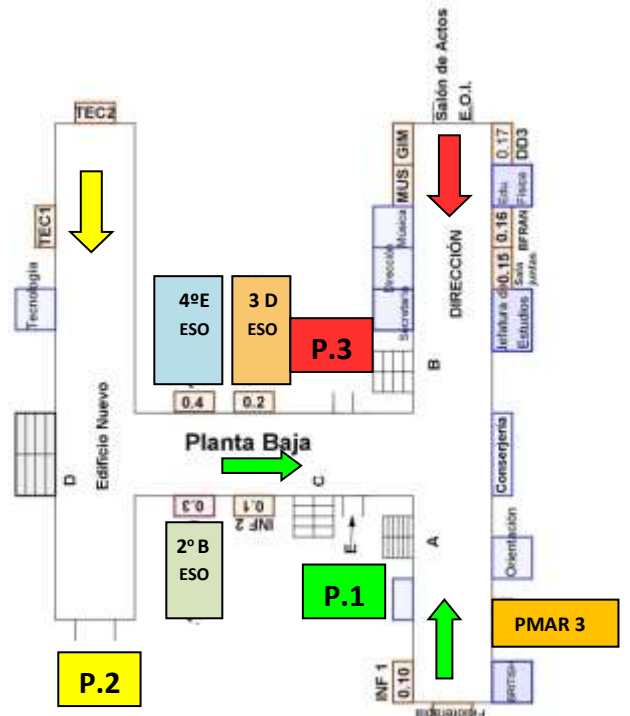 TEC2
TEC1
Tecnología
Edificio Nuevo
D
4ºE
ESO
3 D
ESO
P.3
0.4
0.2
Planta Baja
0.3
0.1
INF 2
C
E
2º B
ESO
P.1
P.2
Salón de Actos
E.O.I.
GIM
MUS
Música
Dirección
Secretaría
DIRECCIÓN
0.17
DD3
Edu.
Física
0.16
BFRAN
0.15
Sala
juntas
Jefatura de
Estudios
B
Conserjería
Orientación
A
PMAR 3
INF 1
0.10
BRITISH
Fisioterapia